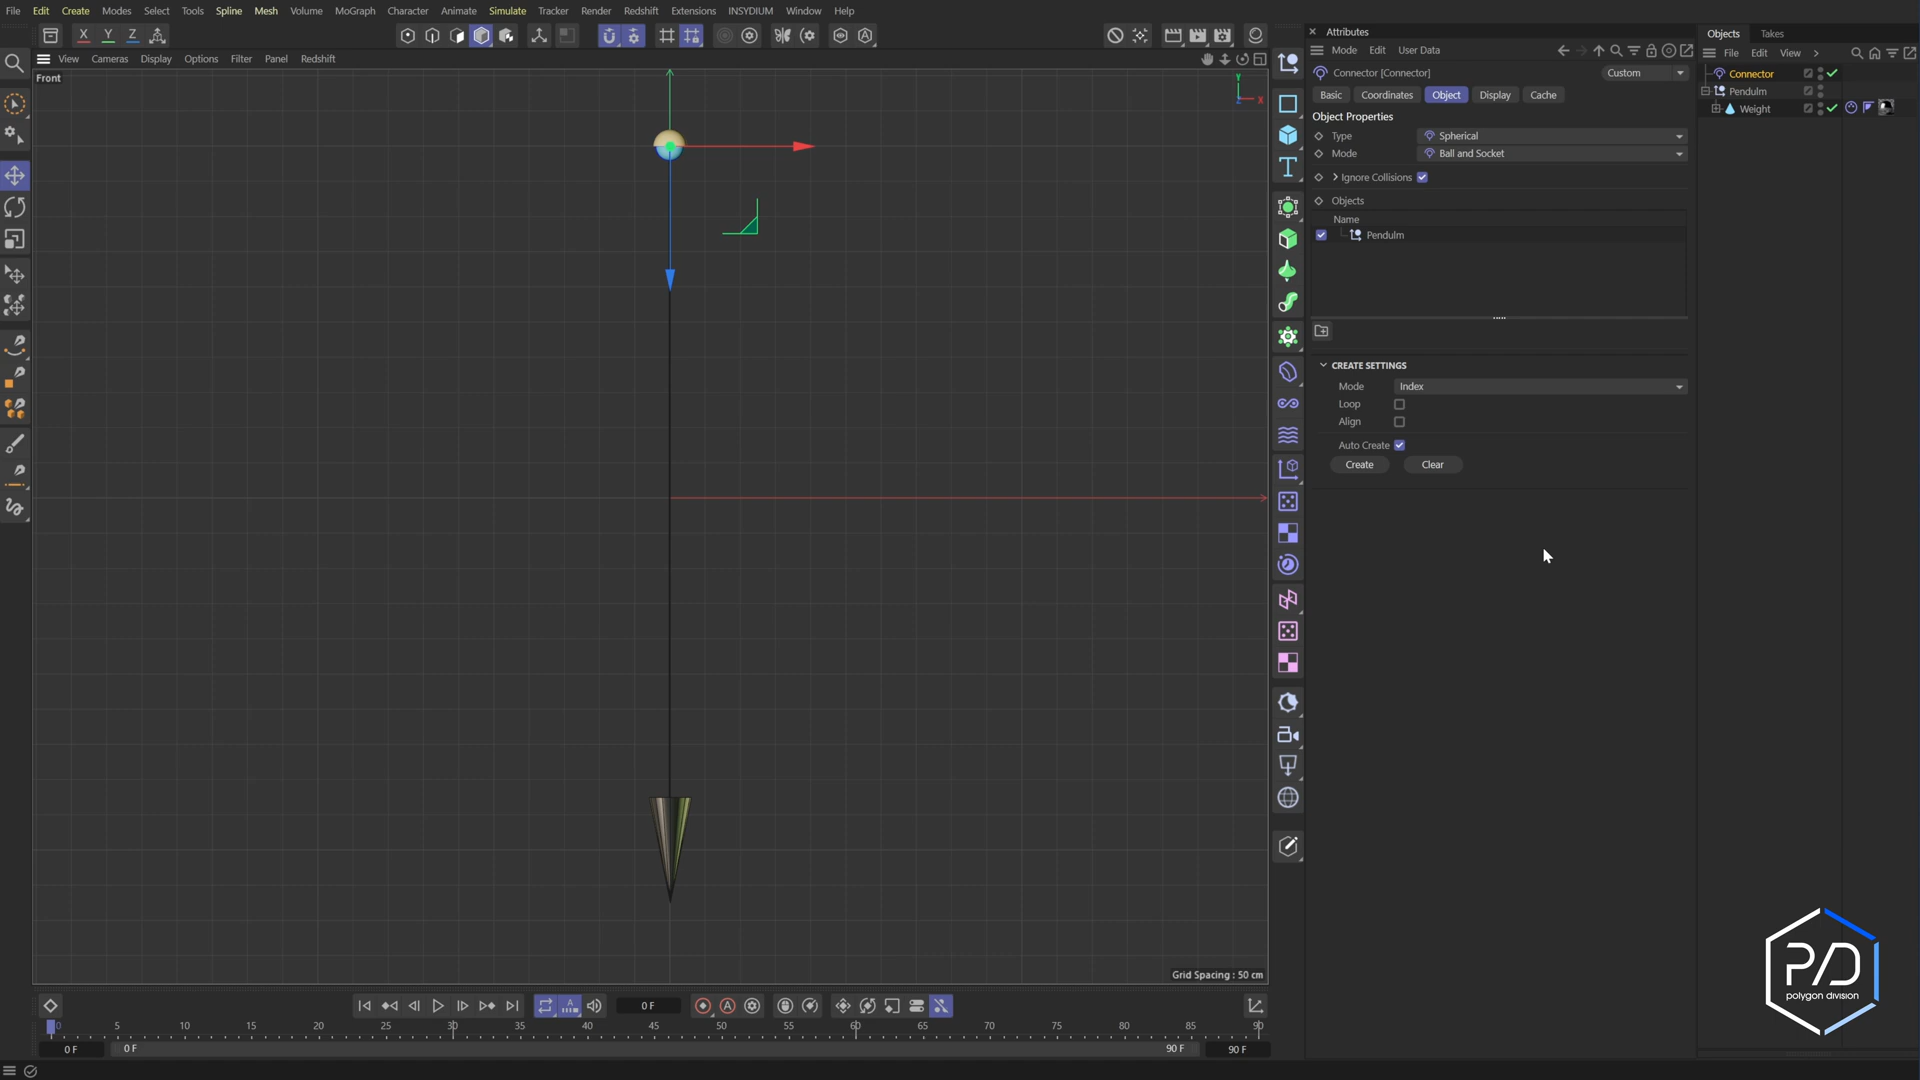 File Edit Create Modes Select Tools Spline Mesh Volume MoGraph Character Animate Simulate Tracker Render Redshift Extensions INSYDIUM Window Help
X Y Z
View Cameras Display Options Filter Panel Redshift
Front
Y
X
Grid Spacing : 50 cm
Attributes
Mode Edit User Data
Connector [Connector]
Custom
Basic Coordinates Object Display Cache
Object Properties
Type Spherical
Mode Ball and Socket
Ignore Collisions
Objects
Name
Pendulm
CREATE SETTINGS
Mode Index
Loop
Align
Auto Create
Create Clear
Objects Takes
File Edit View
Connector
Pendulm
Weight
0 F
0 5 10 15 20 25 30 35 40 45 50 55 60 65 70 75 80 85 90
0 F 0 F 90 F 90 F
P/D
polygon division